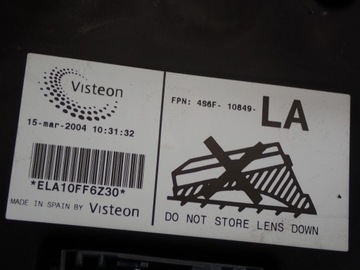 Visteon
15-mar-2004 10:31:32
*ELA10FF6Z30*
MADE IN SPAIN BY Visteon
FPN: 4S6F- 10849- LA
DO NOT STORE LENS DOWN